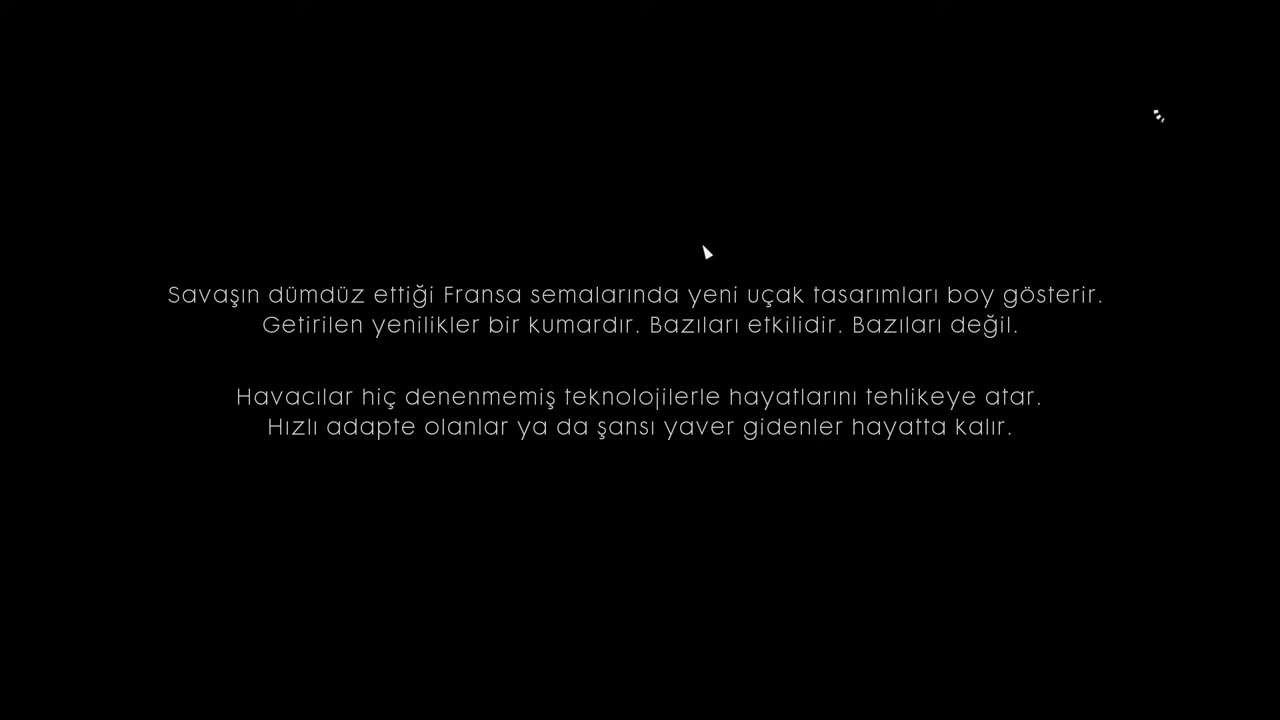 Savaşın dümdüz ettiği Fransa semalarında yeni uçak tasarımları boy gösterir.
Getirilen yenilikler bir kumardır. Bazıları etkilidir. Bazıları değil.
Havacılar hiç denenmemiş teknolojilerle hayatlarını tehlikeye atar.
Hızlı adapte olanlar ya da şansı yaver gidenler hayatta kalır.